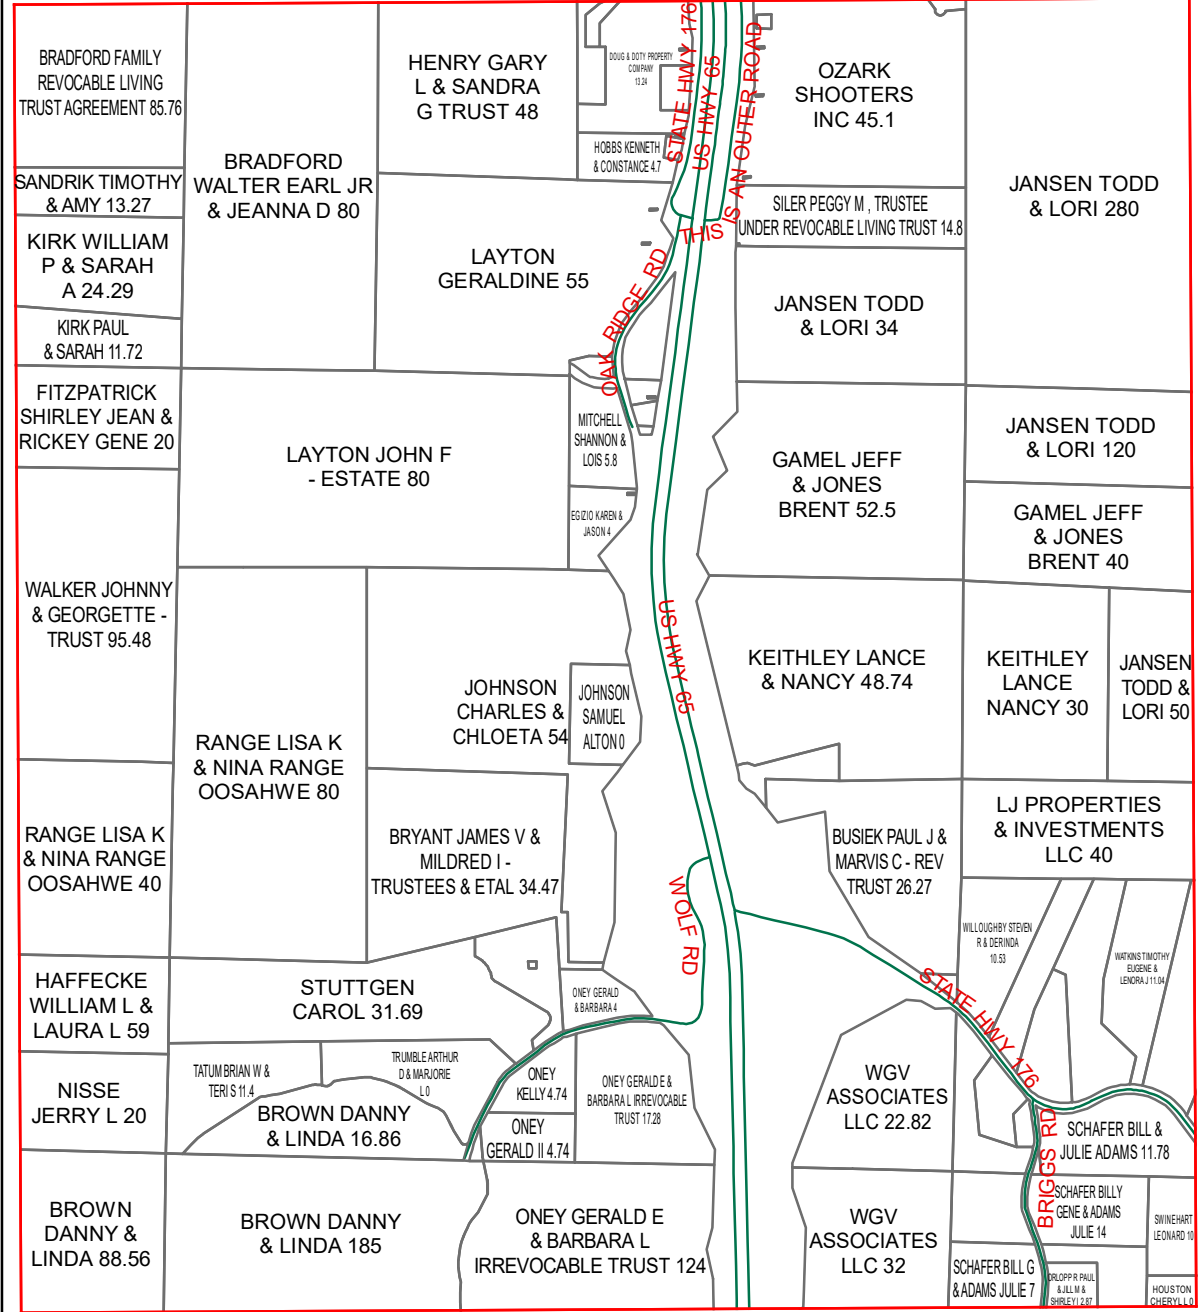 BRADFORD FAMILY
REVOCABLE LIVING
TRUST AGREEMENT 85.76
BRADFORD
WALTER EARL JR
& JEANNA D 80
HENRY GARY
L & SANDRA
G TRUST 48
DOUG & DOTY PROPERTY
COMPANY
13.24
HOBBS KENNETH
& CONSTANCE 4.7
STATE HWY 176
US HWY 65
THIS IS AN OUTER ROAD
OZARK
SHOOTERS
INC 45.1
JANSEN TODD
& LORI 280
SANDRIK TIMOTHY
& AMY 13.27
KIRK WILLIAM
P & SARAH
A 24.29
KIRK PAUL
& SARAH 11.72
LAYTON
GERALDINE 55
OAK RIDGE RD
SILER PEGGY M , TRUSTEE
UNDER REVOCABLE LIVING TRUST 14.8
JANSEN TODD
& LORI 34
FITZPATRICK
SHIRLEY JEAN &
RICKEY GENE 20
LAYTON JOHN F
- ESTATE 80
MITCHELL
SHANNON &
LOIS 5.8
EGIZIO KAREN &
JASON 4
GAMEL JEFF
& JONES
BRENT 52.5
JANSEN TODD
& LORI 120
GAMEL JEFF
& JONES
BRENT 40
WALKER JOHNNY
& GEORGETTE -
TRUST 95.48
RANGE LISA K
& NINA RANGE
OOSAHWE 80
JOHNSON
CHARLES &
CHLOETA 54
JOHNSON
SAMUEL
ALTON 0
US HWY 65
KEITHLEY LANCE
& NANCY 48.74
KEITHLEY
LANCE
NANCY 30
JANSEN
TODD &
LORI 50
RANGE LISA K
& NINA RANGE
OOSAHWE 40
BRYANT JAMES V &
MILDRED I -
TRUSTEES & ETAL 34.47
WOLF RD
BUSIEK PAUL J &
MARVIS C - REV
TRUST 26.27
LJ PROPERTIES
& INVESTMENTS
LLC 40
WILLOUGHBY STEVEN
R & DERINDA
10.53
WATKINS TIMOTHY
EUGENE &
LENORA J 11.04
HAFFECKE
WILLIAM L &
LAURA L 59
STUTTGEN
CAROL 31.69
ONEY GERALD
& BARBARA 4
STATE HWY 176
NISSE
JERRY L 20
TATUM BRIAN W &
TERI S 11.4
TRUMBLE ARTHUR
D & MARJORIE
L 0
BROWN DANNY
& LINDA 16.86
ONEY
KELLY 4.74
ONEY
GERALD II 4.74
ONEY GERALD E &
BARBARA L IRREVOCABLE
TRUST 17.28
WGV
ASSOCIATES
LLC 22.82
BRIGGS RD
SCHAFER BILL &
JULIE ADAMS 11.78
BROWN
DANNY &
LINDA 88.56
BROWN DANNY
& LINDA 185
ONEY GERALD E
& BARBARA L
IRREVOCABLE TRUST 124
WGV
ASSOCIATES
LLC 32
SCHAFER BILLY
GENE & ADAMS
JULIE 14
SWINEHART
LEONARD 10
SCHAFER BILL G
& ADAMS JULIE 7
PAUL
& JILL M &
SHIRLEY I 2.87
HOUSTON
CHERYL L 0